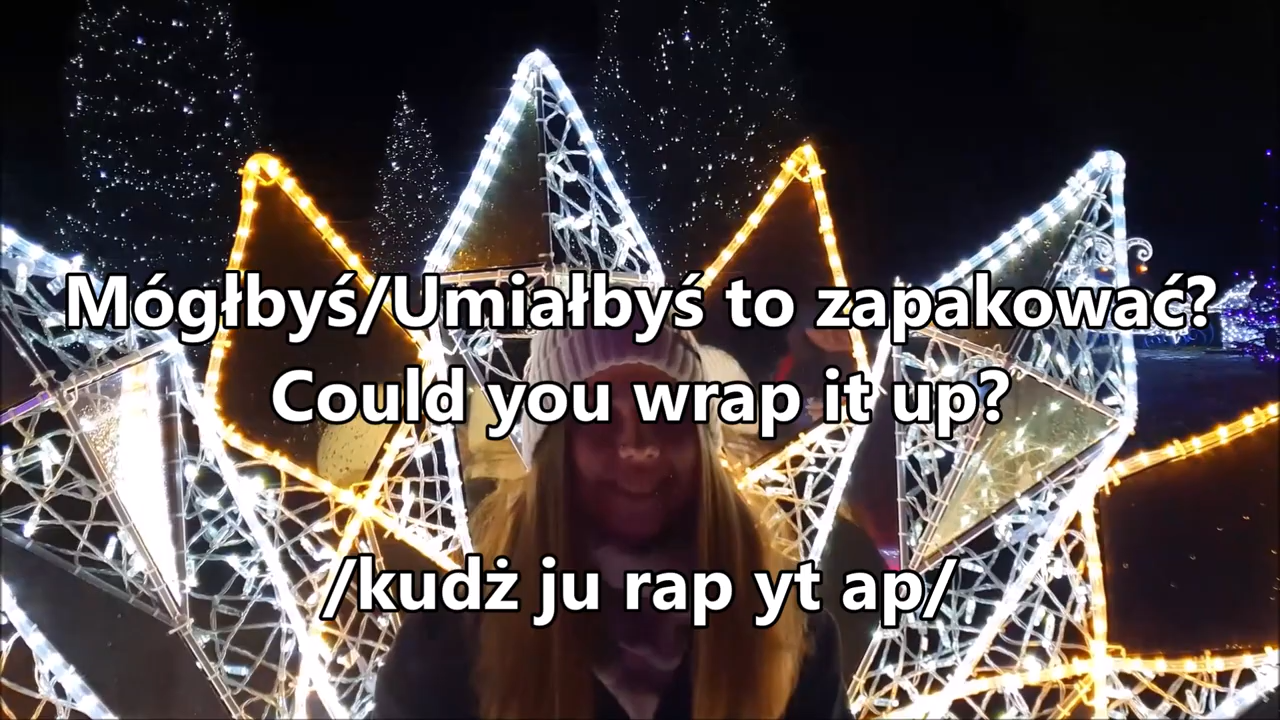 Mógłbyś/Umiałbyś to zapakować?
Could you wrap it up?
/kudż ju rap yt ap/